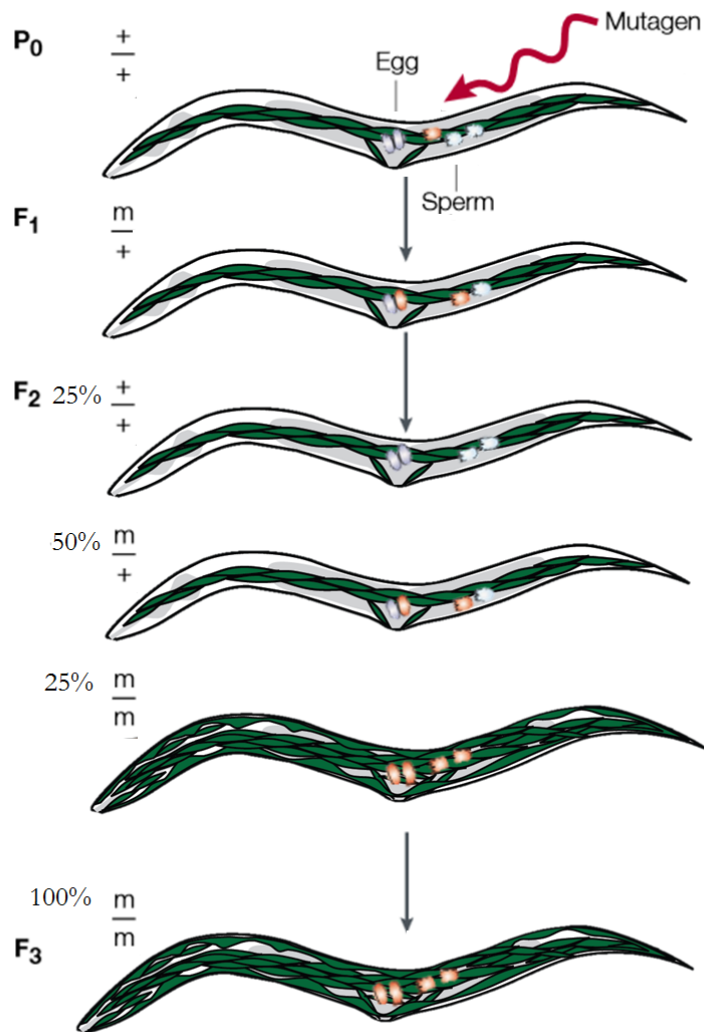 Mutagen
P0 +
+
Egg
Sperm
F1 m
+
F2 25% +
+
50% m
+
25% m
m
100% m
F3 m